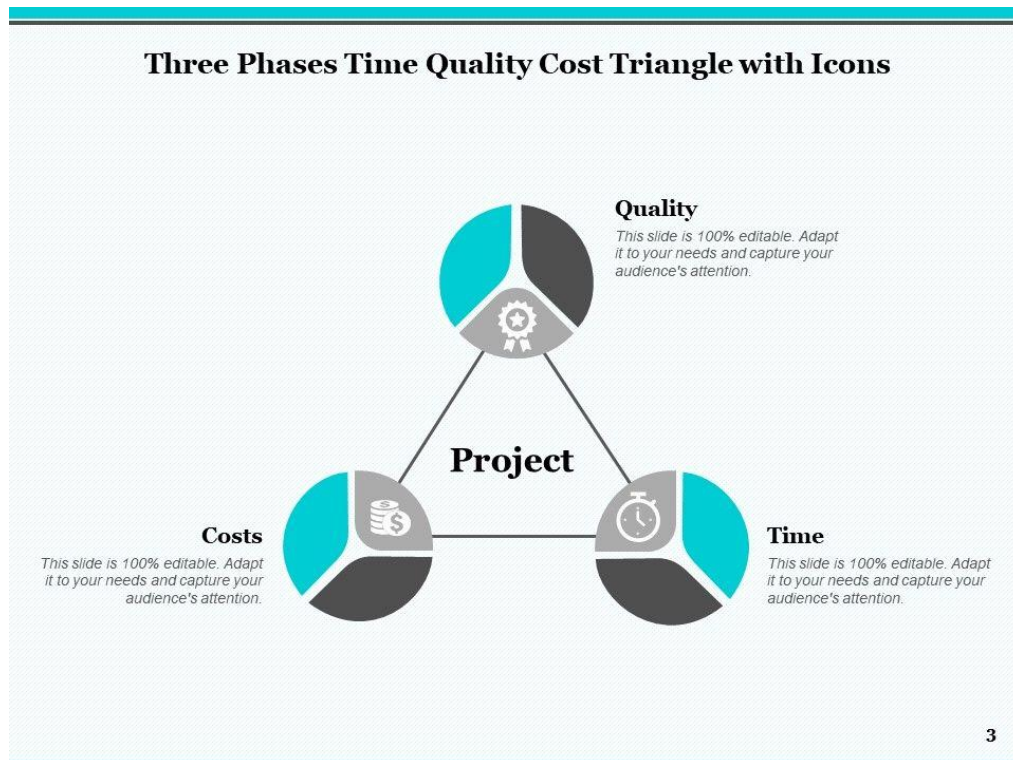 Three Phases Time Quality Cost Triangle with Icons
Quality
This slide is 100% editable. Adapt
it to your needs and capture your
audience's attention.
Project
Costs
This slide is 100% editable. Adapt
it to your needs and capture your
audience's attention.
Time
This slide is 100% editable. Adapt
it to your needs and capture your
audience's attention.
$
$
3